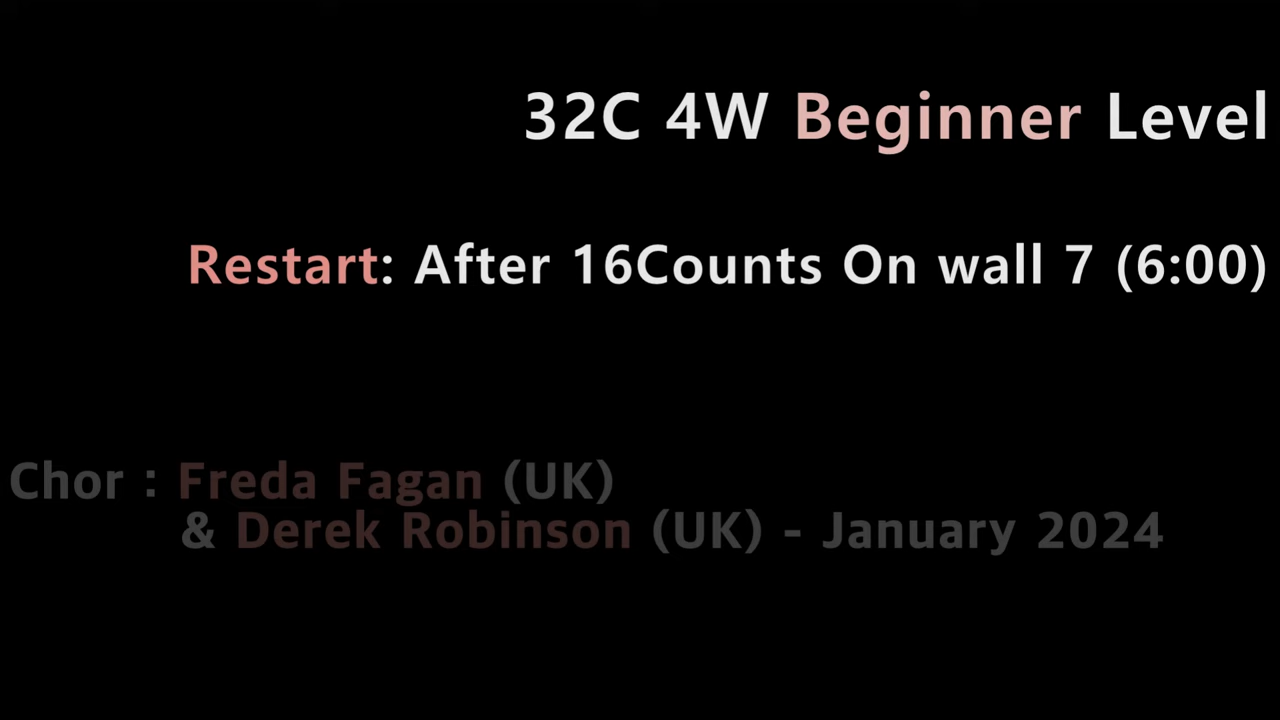 32C 4W Beginner Level
Restart: After 16Counts On wall 7 (6:00)
Chor : Freda Fagan (UK)
& Derek Robinson (UK) - January 2024